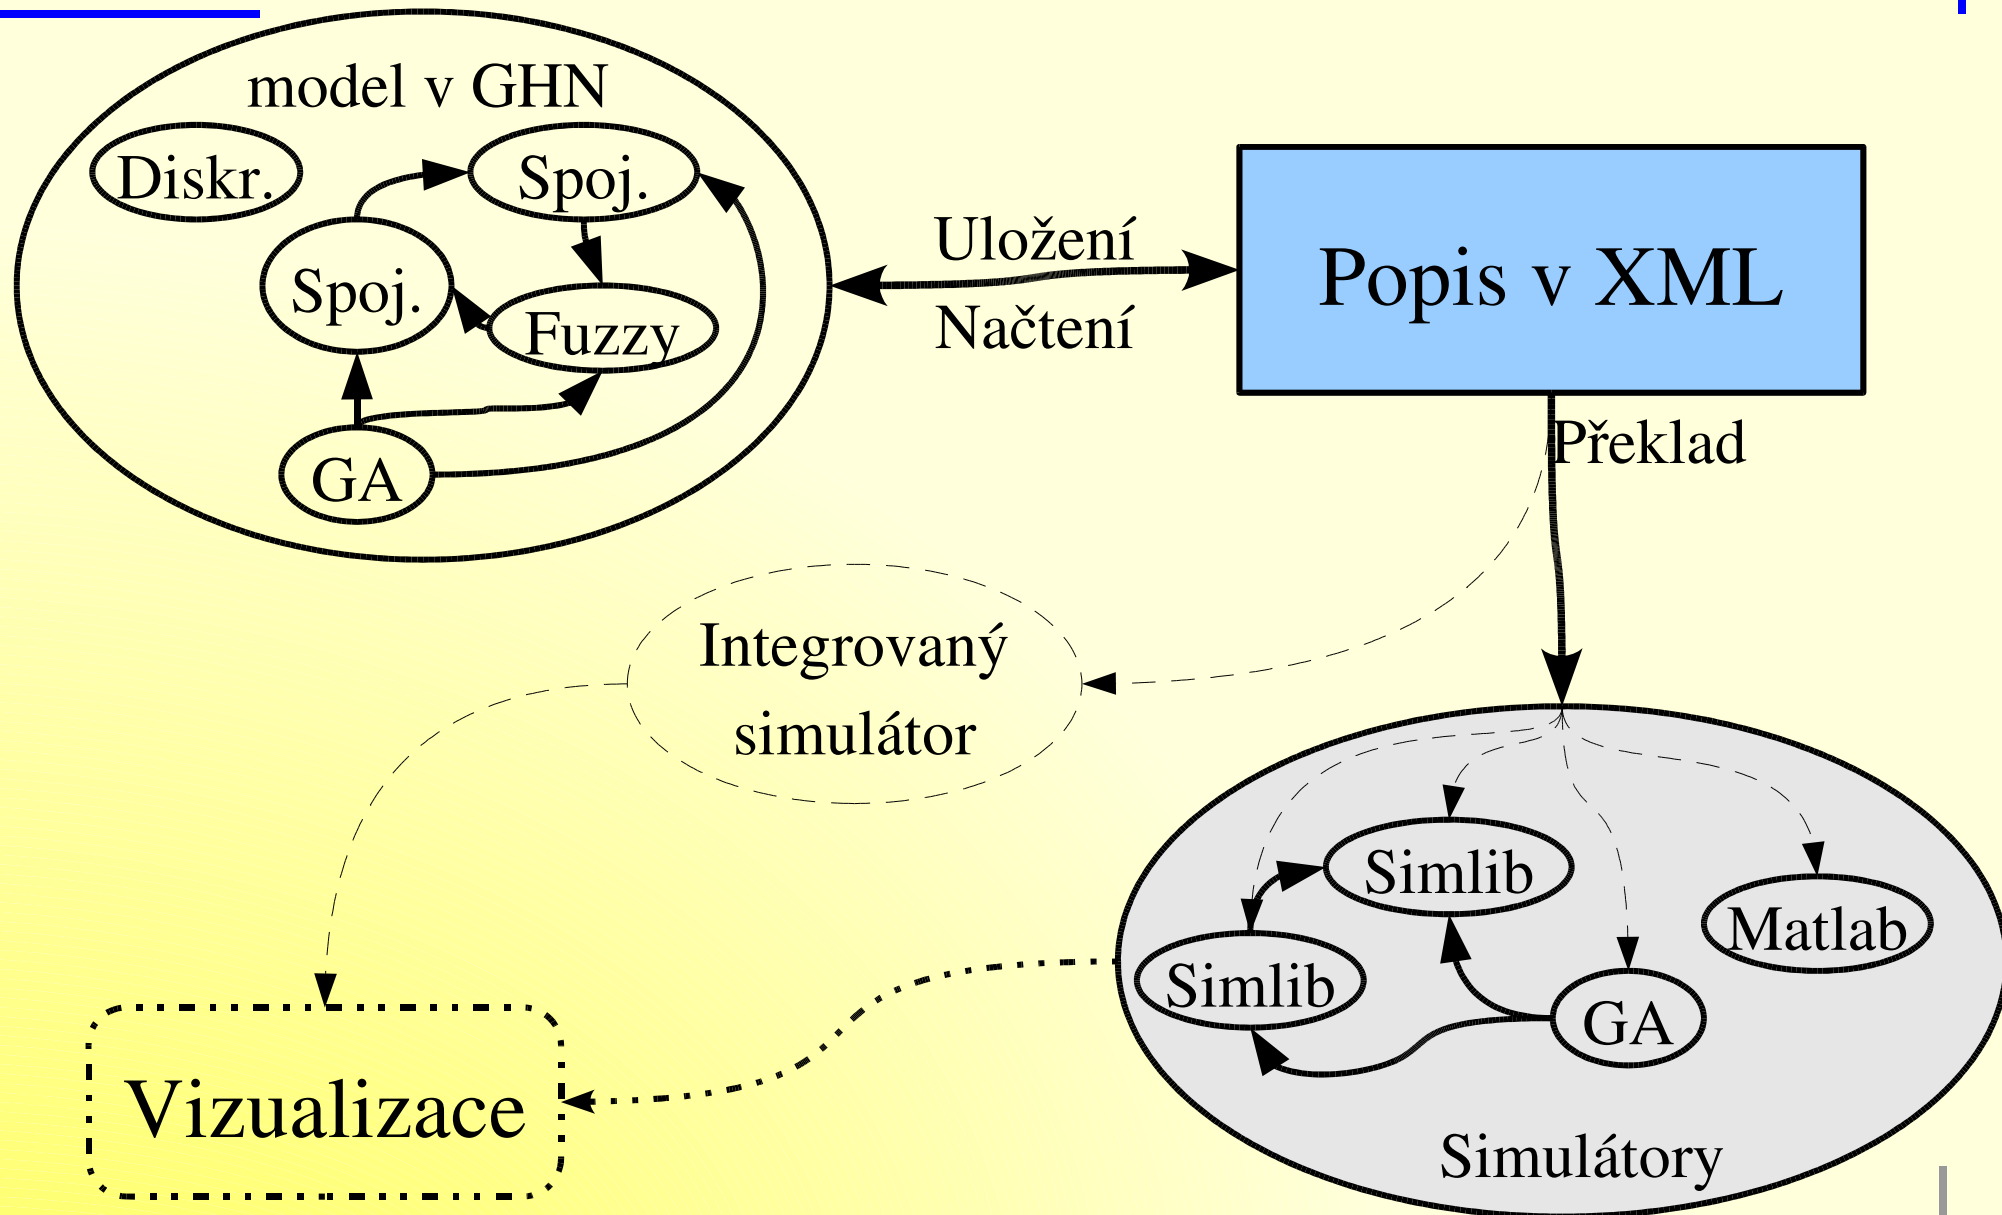 model v GHN
Diskr.
Spoj.
Spoj.
Fuzzy
GA
Uložení
Načtení
Popis v XML
Překlad
Integrovaný
simulátor
Simlib
Simlib
Matlab
GA
Simulátory
Vizualizace